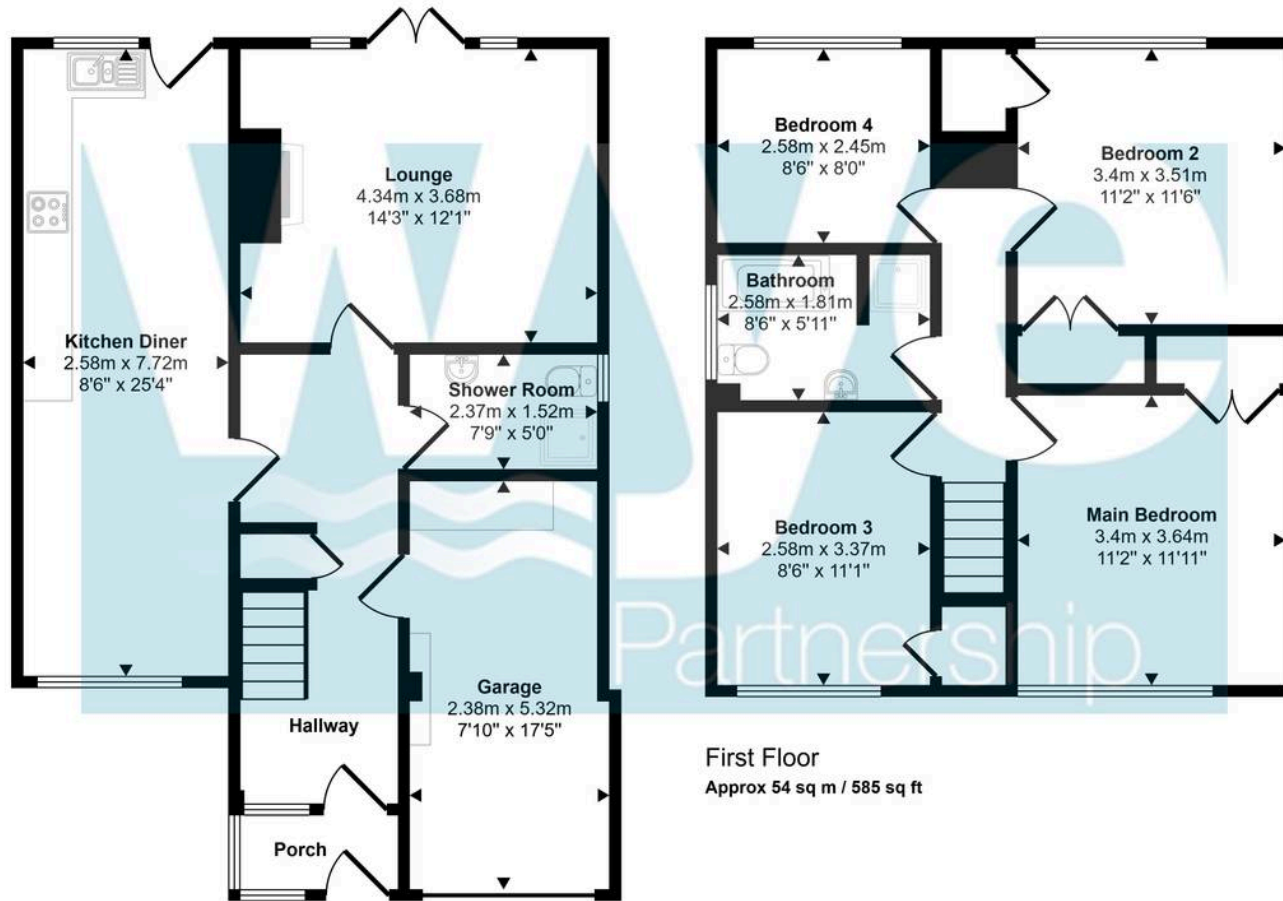 Kitchen Diner
2.58m x 7.72m
8'6" x 25'4"
Lounge
4.34m x 3.68m
14'3" x 12'1"
Shower Room
2.37m x 1.52m
7'9" x 5'0"
Garage
2.38m x 5.32m
7'10" x 17'5"
Hallway
Porch
Bedroom 4
2.58m x 2.45m
8'6" x 8'0"
Bedroom 2
3.4m x 3.51m
11'2" x 11'6"
Bathroom
2.58m x 1.81m
8'6" x 5'11"
Bedroom 3
2.58m x 3.37m
8'6" x 11'1"
Main Bedroom
3.4m x 3.64m
11'2" x 11'11"
First Floor
Approx 54 sq m / 585 sq ft
Wye
Partnership